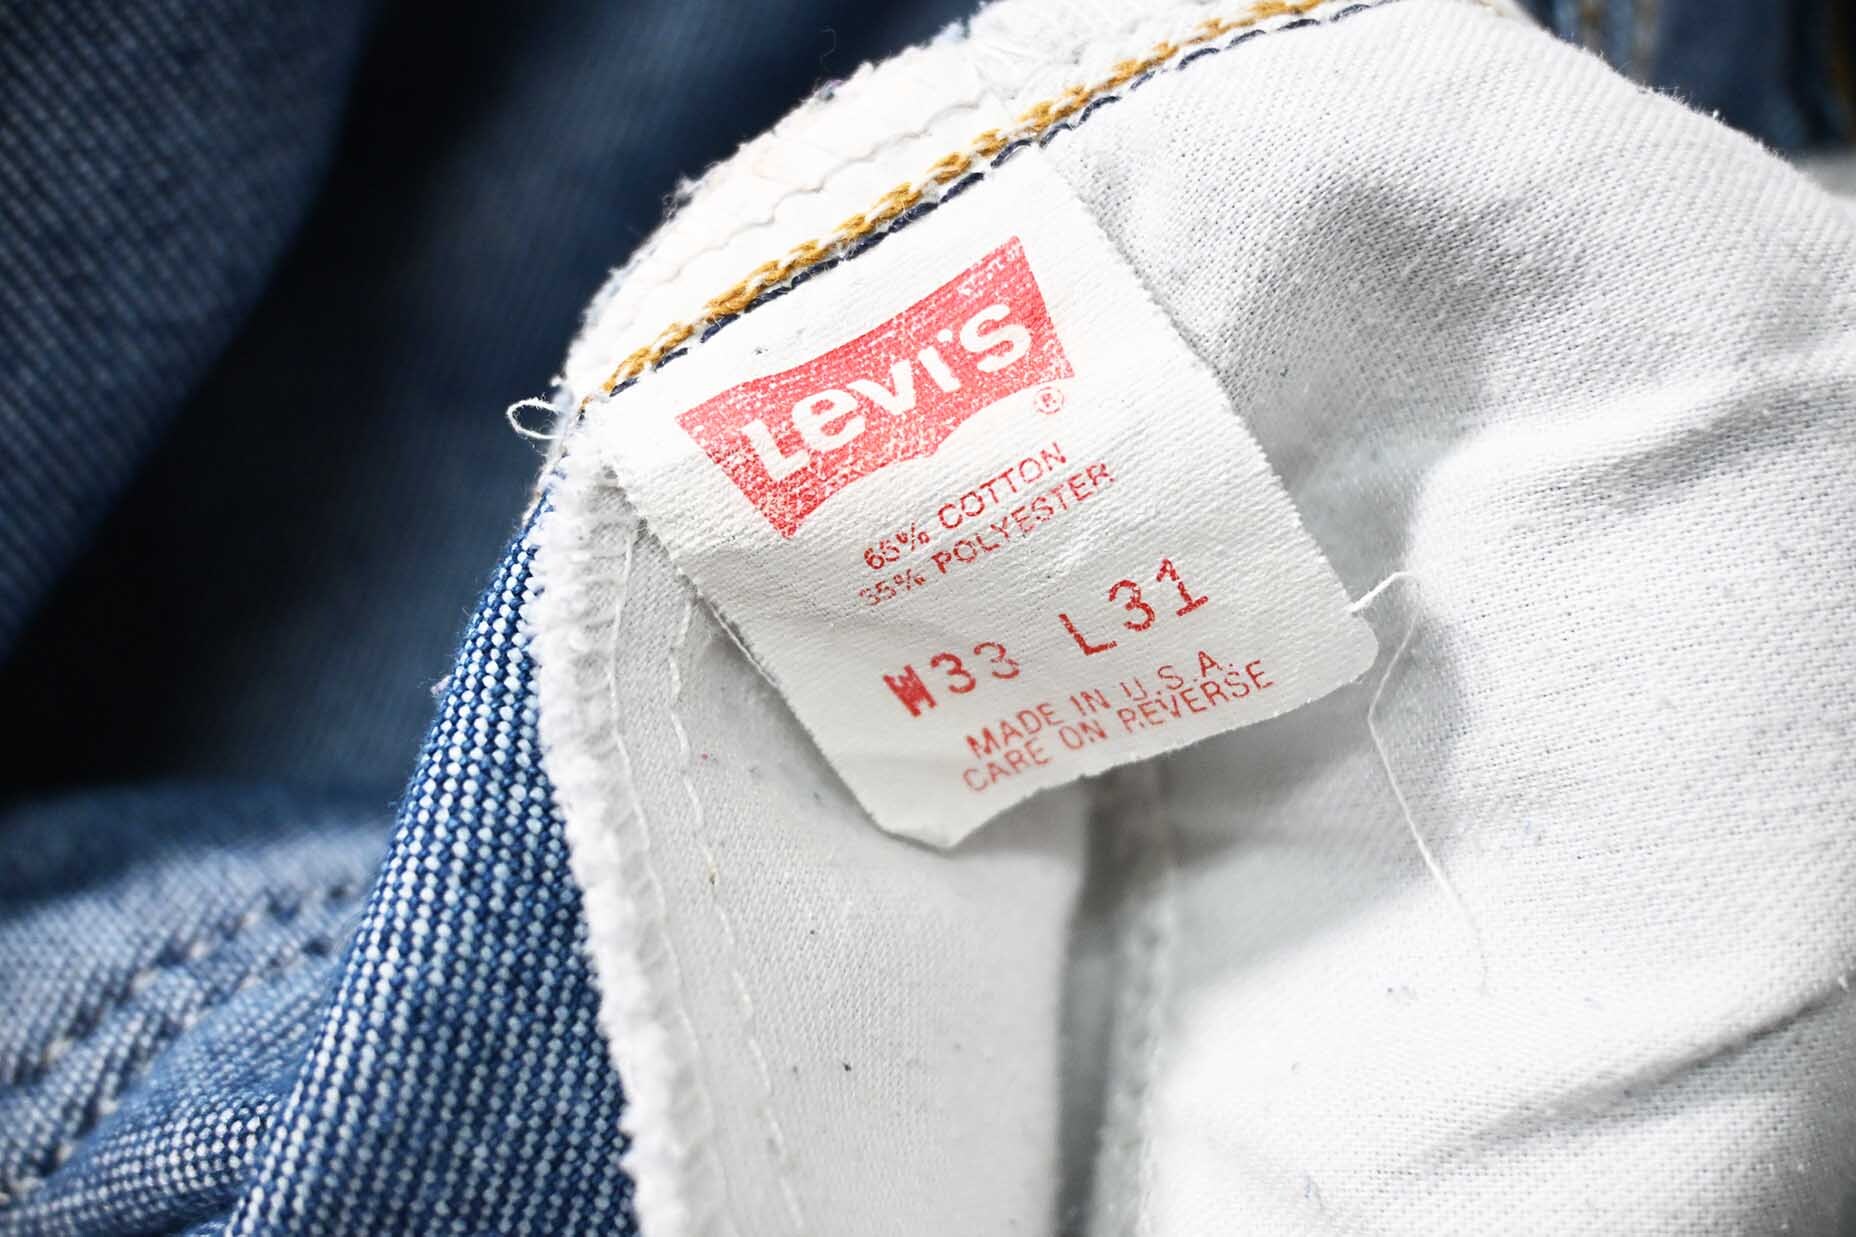 Levi's
®
65% COTTON
35% POLYESTER
W33 L31
MADE IN U.S.A.
CARE ON REVERSE